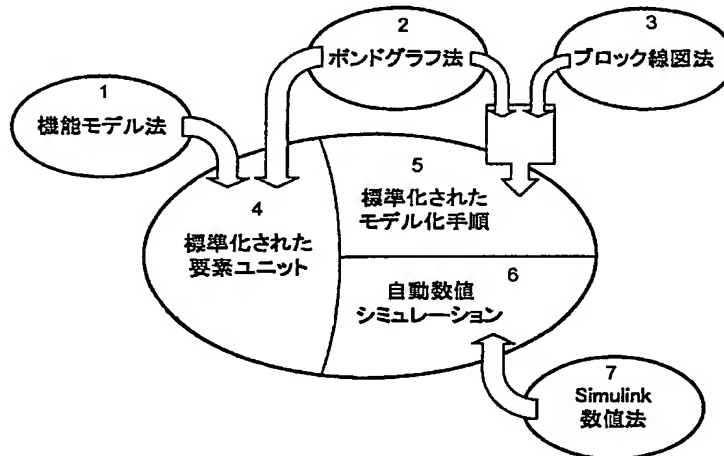 1
機能モデル法
2
ボンドグラフ法
3
ブロック線図法
4
標準化された
要素ユニット
5
標準化された
モデル化手順
6
自動数値
シミュレーション
7
Simulink
数値法